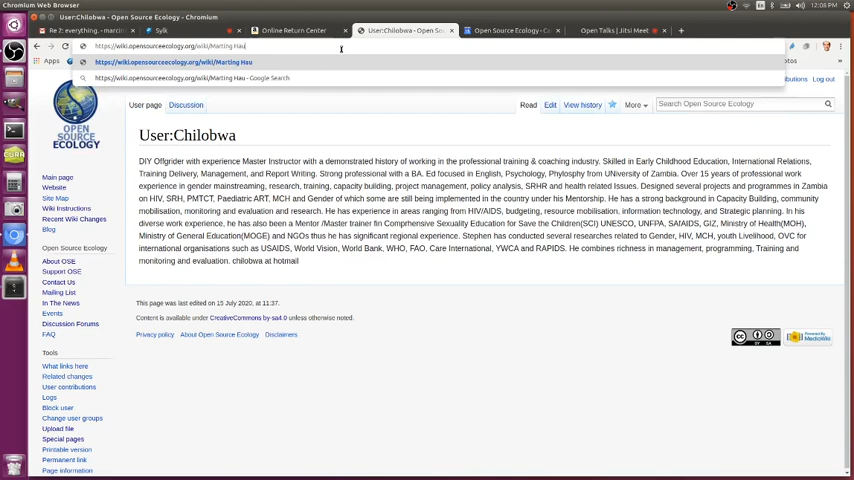 Chromium Web Browser
12:08 PM
User:Chilobwa - Open Source Ecology - Chromium
Re 7: everything. - marcin
Sylk
Online Return Center
User:Chilobwa - Open So
Open Source Ecology - Ca
Open Talks | Jitsi Meet
https://wiki.opensourceecology.org/wiki/Marting Hau
Apps
https://wiki.opensourceecology.org/wiki/Marting Hau
https://wiki.opensourceecology.org/wiki/Marting Hau - Google Search
Log out
OPEN SOURCE ECOLOGY
User page
Discussion
Read
Edit
View history
More
Search Open Source Ecology
User:Chilobwa
DIY Offgrider with experience Master Instructor with a demonstrated history of working in the professional training & coaching industry. Skilled in Early Childhood Education, International Relations,
Training Delivery, Management, and Report Writing. Strong professional with a BA. Ed focused in English, Psychology, Phylosphy from UNiversity of Zambia. Over 15 years of professional work
experience in gender mainstreaming, research, training, capacity building, project management, policy analysis, SRHR and health related Issues. Designed several projects and programmes in Zambia
on HIV, SRH, PMTCT, Paediatric ART, MCH and Gender of which some are still being implemented in the country under his Mentorship. He has a strong background in Capacity Building, community
mobilisation, monitoring and evaluation and research. He has experience in areas ranging from HIV/AIDS, budgeting, resource mobilisation, information technology, and Strategic planning. In his
diverse work experience, he has also been a Mentor /Master trainer fin Comprehensive Sexuality Education for Save the Children(SCI) UNESCO, UNFPA, SAfAIDS, GIZ, Ministry of Health(MOH),
Ministry of General Education(MOGE) and NGOs thus he has significant regional experience. Stephen has conducted several researches related to Gender, HIV, MCH, youth Livelihood, OVC for
international organisations such as USAIDS, World Vision, World Bank, WHO, FAO, Care International, YWCA and RAPIDS. He combines richness in management, programming, Training and
monitoring and evaluation. chilobwa at hotmail
Main page
Website
Site Map
Wiki Instructions
Recent Wiki Changes
Blog
Open Source Ecology
About OSE
Support OSE
Contact Us
Mailing List
In The News
Events
Discussion Forums
FAQ
Tools
What links here
Related changes
User contributions
Logs
Block user
Change user groups
Upload file
Special pages
Printable version
Permanent link
Page information
This page was last edited on 15 July 2020, at 11:37.
Content is available under CreativeCommons by-sa4.0 unless otherwise noted.
Privacy policy
About Open Source Ecology
Disclaimers
Powered By
MediaWiki